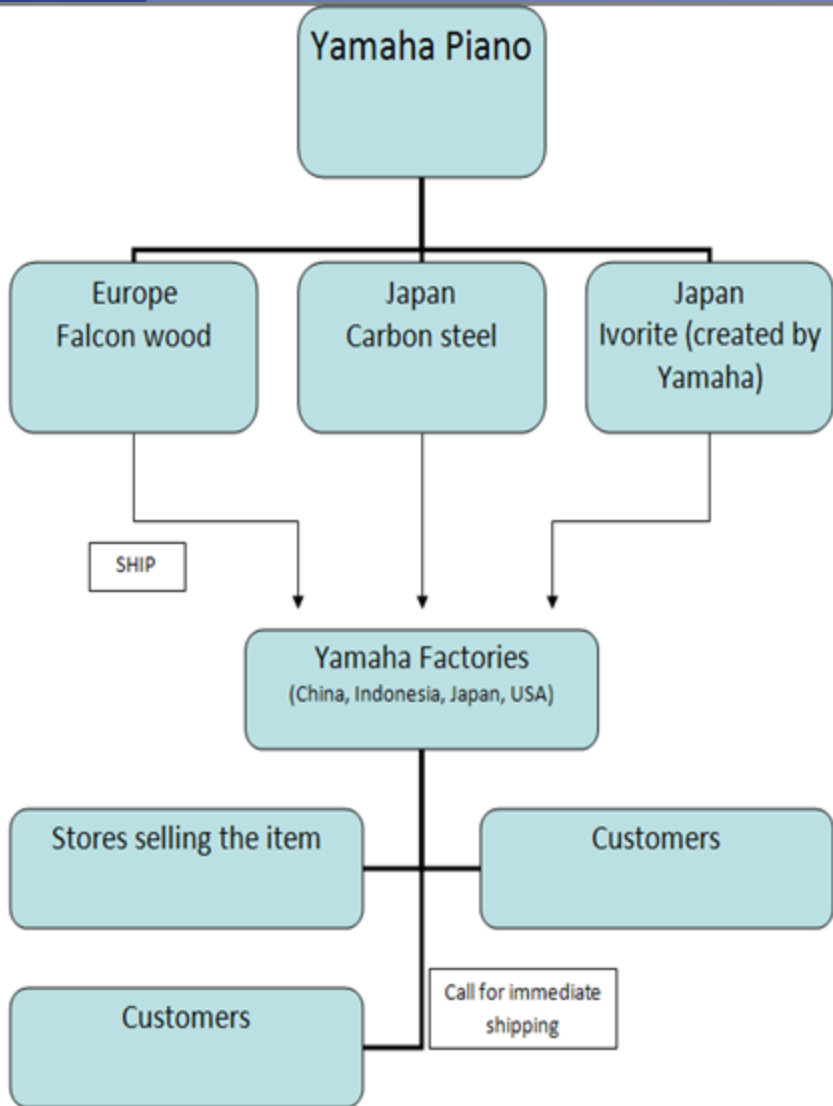 Yamaha Piano
Europe
Falcon wood
Japan
Carbon steel
Japan
Ivorite (created by
Yamaha)
SHIP
Yamaha Factories
(China, Indonesia, Japan, USA)
Stores selling the item
Customers
Customers
Call for immediate
shipping